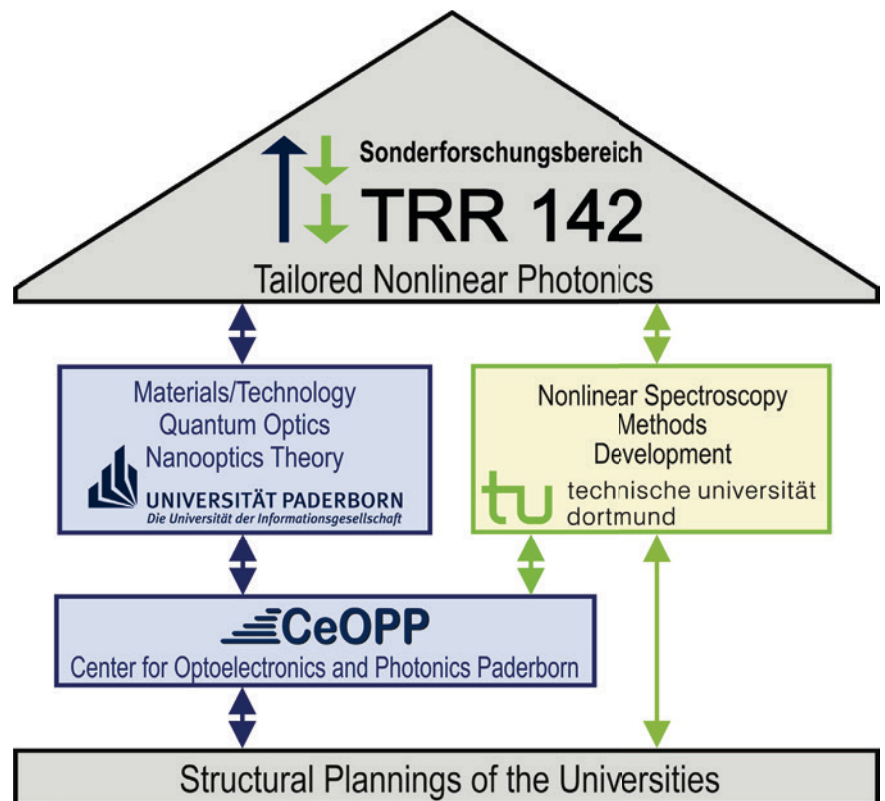 Sonderforschungsbereich
TRR 142
Tailored Nonlinear Photonics
Materials/Technology
Quantum Optics
Nanooptics Theory
UNIVERSITÄT PADERBORN
Die Universität der Informationsgesellschaft
Nonlinear Spectroscopy
Methods
Development
tu technische universität
dortmund
CeOPP
Center for Optoelectronics and Photonics Paderborn
Structural Plannings of the Universities